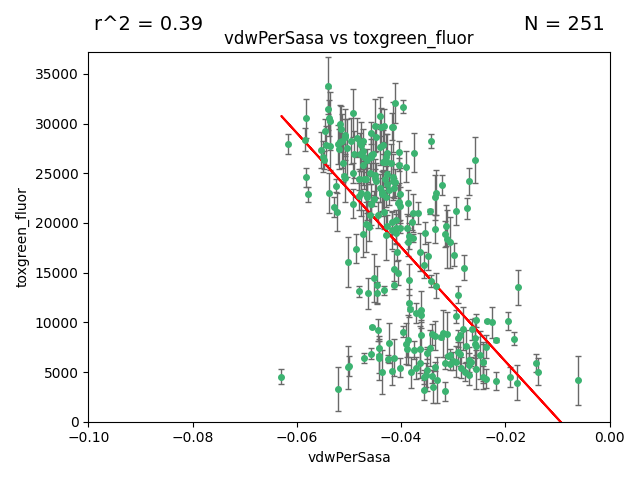 r^2 = 0.39
N = 251
vdwPerSasa vs toxgreen_fluor
35000
30000
25000
20000
15000
10000
5000
0
toxgreen_fluor
−0.10
−0.08
−0.06
−0.04
−0.02
0.00
vdwPerSasa